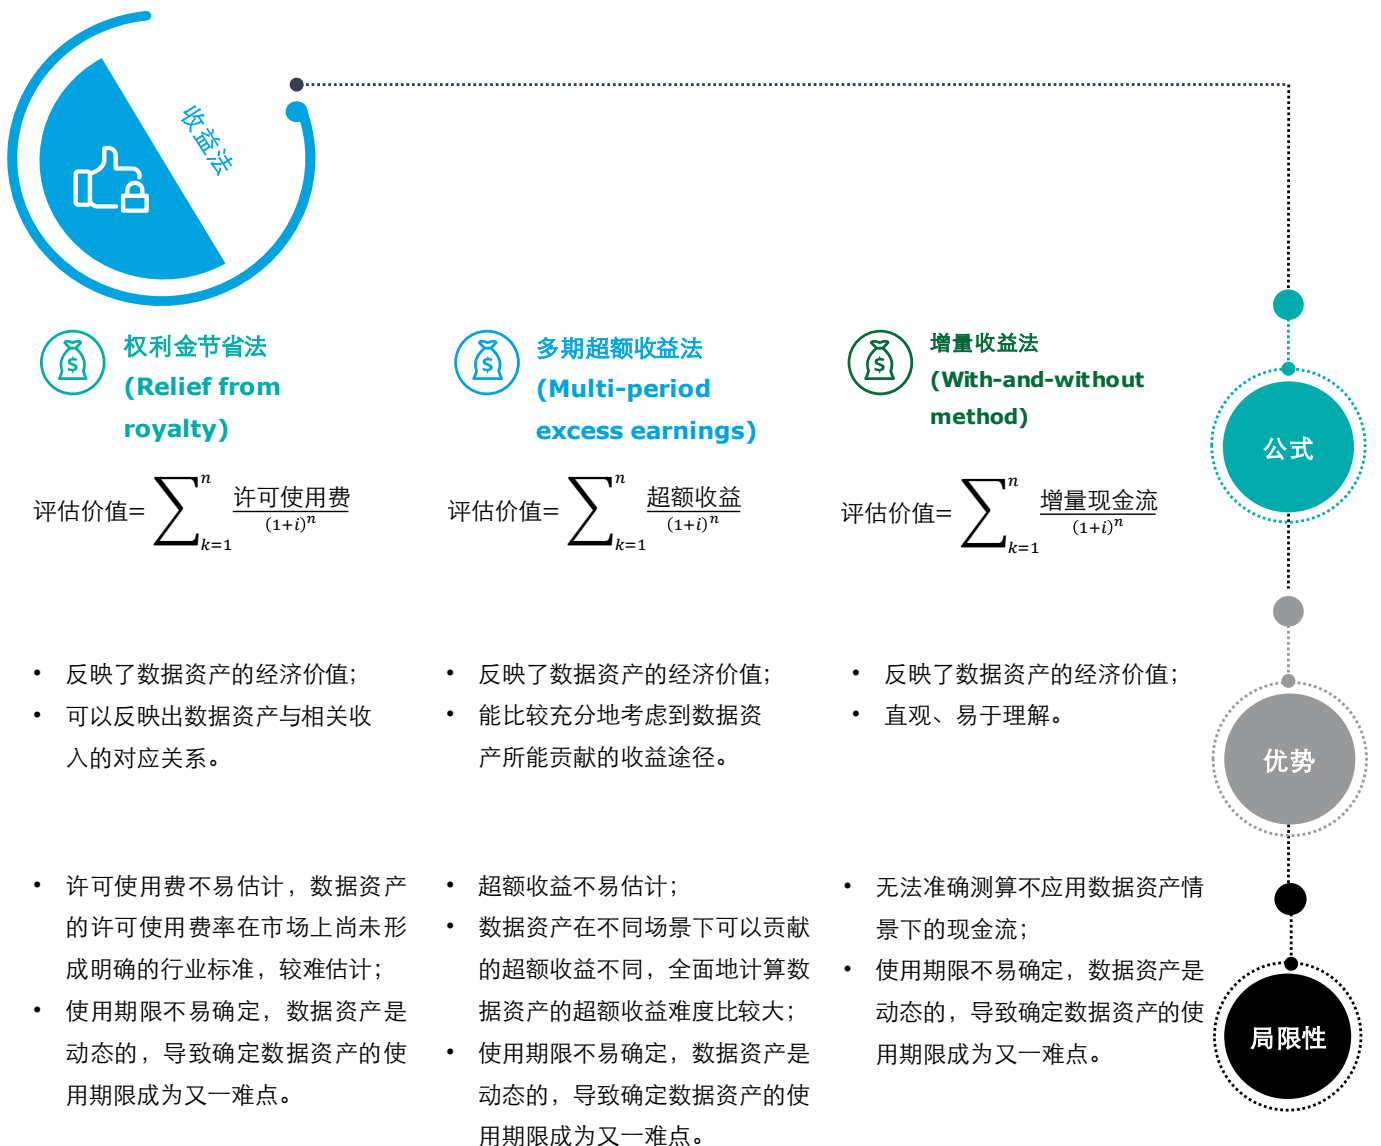 收益法
权利金节省法
(Relief from
royalty)
多期超额收益法
(Multi-period
excess earnings)
增量收益法
(With-and-without
method)
公式
评估价值= ∑ n k=1 许可使用费 (1+i)^n
评估价值= ∑ n k=1 超额收益 (1+i)^n
评估价值= ∑ n k=1 增量现金流 (1+i)^n
• 反映了数据资产的经济价值；
• 可以反映出数据资产与相关收
入的对应关系。
• 反映了数据资产的经济价值；
• 能比较充分地考虑到数据资
产所能贡献的收益途径。
• 反映了数据资产的经济价值；
• 直观、易于理解。
优势
• 许可使用费不易估计，数据资产
的许可使用费率在市场上尚未形
成明确的行业标准，较难估计；
• 使用期限不易确定，数据资产是
动态的，导致确定数据资产的使
用期限成为又一难点。
• 超额收益不易估计；
• 数据资产在不同场景下可以贡献
的超额收益不同，全面地计算数
据资产的超额收益难度比较大；
• 使用期限不易确定，数据资产是
动态的，导致确定数据资产的使
用期限成为又一难点。
• 无法准确测算不应用数据资产情
景下的现金流；
• 使用期限不易确定，数据资产是
动态的，导致确定数据资产的使
用期限成为又一难点。
局限性